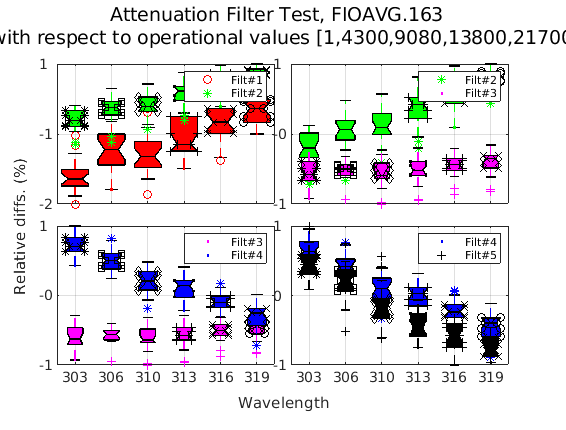 Attenuation Filter Test, FIOAVG.163
with respect to operational values [1,4300,9080,13800,21700
1
-1
-2
Filt#1
Filt#2
1
-0
-1
Filt#2
Filt#3
Relative diffs. (%)
1
-0
-1
303 306 310 313 316 319
Filt#3
Filt#4
1
0
-1
303 306 310 313 316 319
Filt#4
Filt#5
Wavelength